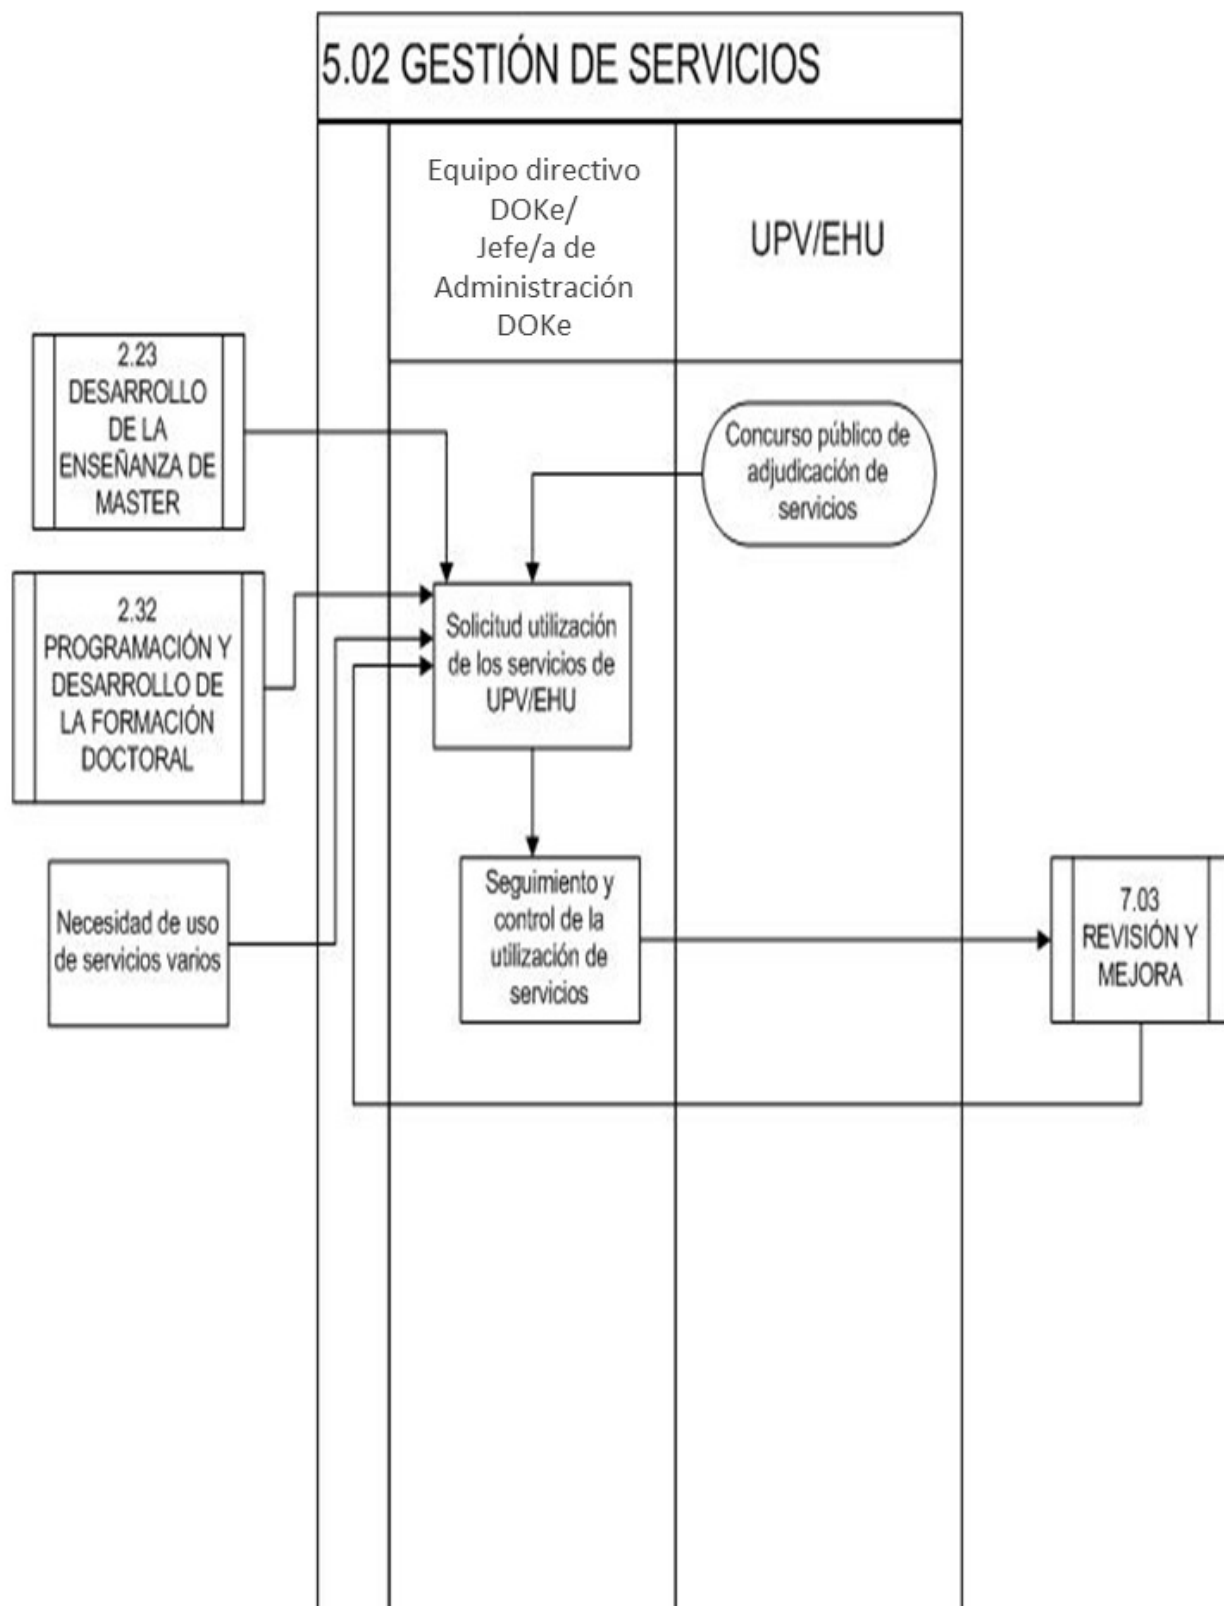 5.02 GESTIÓN DE SERVICIOS
Equipo directivo
DOKe/
Jefe/a de
Administración
DOKe
UPV/EHU
2.23
DESARROLLO
DE LA
ENSEÑANZA DE
MASTER
Concurso público de
adjudicación de
servicios
2.32
PROGRAMACIÓN Y
DESARROLLO DE
LA FORMACIÓN
DOCTORAL
Solicitud utilización
de los servicios de
UPV/EHU
Necesidad de uso
de servicios varios
Seguimiento y
control de la
utilización de
servicios
7.03
REVISIÓN Y
MEJORA